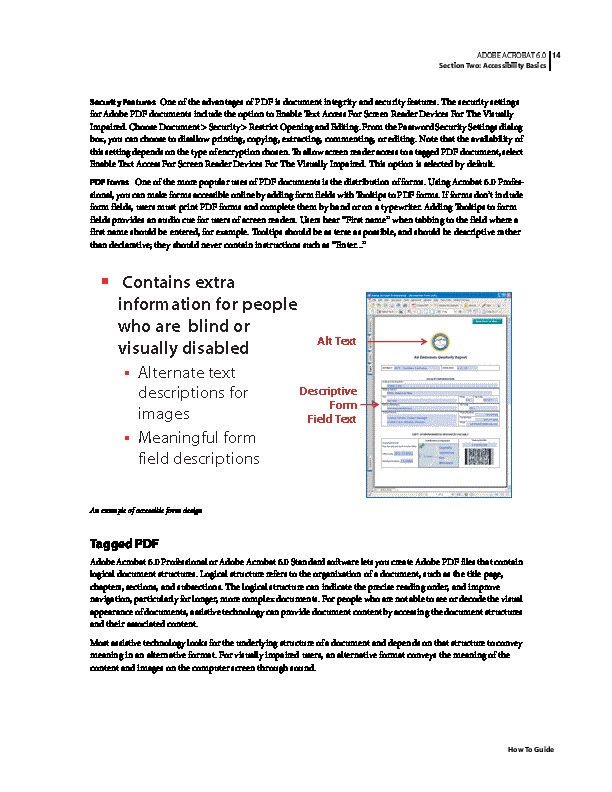 ADOBE ACROBAT 6.0 14
Section Two: Accessibility Basics
Security Features One of the advantages of PDF is document integrity and security features. The security settings
for Adobe PDF documents include the option to Enable Text Access For Screen Reader Devices For The Visually
Impaired. Choose Document > Security > Restrict Opening and Editing. From the Password Security Settings dialog
box, you can choose to disallow printing, copying, extracting, commenting, or editing. Note that the availability of
this setting depends on the type of encryption chosen. To allow screen reader access to a tagged PDF document, select
Enable Text Access For Screen Reader Devices For The Visually Impaired. This option is selected by default.
PDF Forms One of the more popular uses of PDF documents is the distribution of forms. Using Acrobat 6.0 Profes-
sional, you can make forms accessible online by adding form fields with Tooltips to PDF forms. If forms don't include
form fields, users must print PDF forms and complete them by hand or on a typewriter. Adding Tooltips to form
fields provides an audio cue for users of screen readers. Users hear "First name" when tabbing to the field where a
first name should be entered, for example. Tooltips should be as terse as possible, and should be descriptive rather
than declarative; they should never contain instructions such as "Enter..."
▪ Contains extra
information for people
who are blind or
visually disabled
▪ Alternate text
descriptions for
images
▪ Meaningful form
field descriptions
Alt Text
Descriptive
Form
Field Text
An Emissions Quarterly Report
An example of accessible form design
Tagged PDF
Adobe Acrobat 6.0 Professional or Adobe Acrobat 6.0 Standard software lets you create Adobe PDF files that contain
logical document structures. Logical structure refers to the organization of a document, such as the title page,
chapters, sections, and subsections. The logical structure can indicate the precise reading order, and improve
navigation, particularly for longer, more complex documents. For people who are not able to see or decode the visual
appearance of documents, assistive technology can provide document content by accessing the document structures
and their associated content.
Most assistive technology looks for the underlying structure of a document and depends on that structure to convey
meaning in an alternative format. For visually impaired users, an alternative format conveys the meaning of the
content and images on the computer screen through sound.
How To Guide